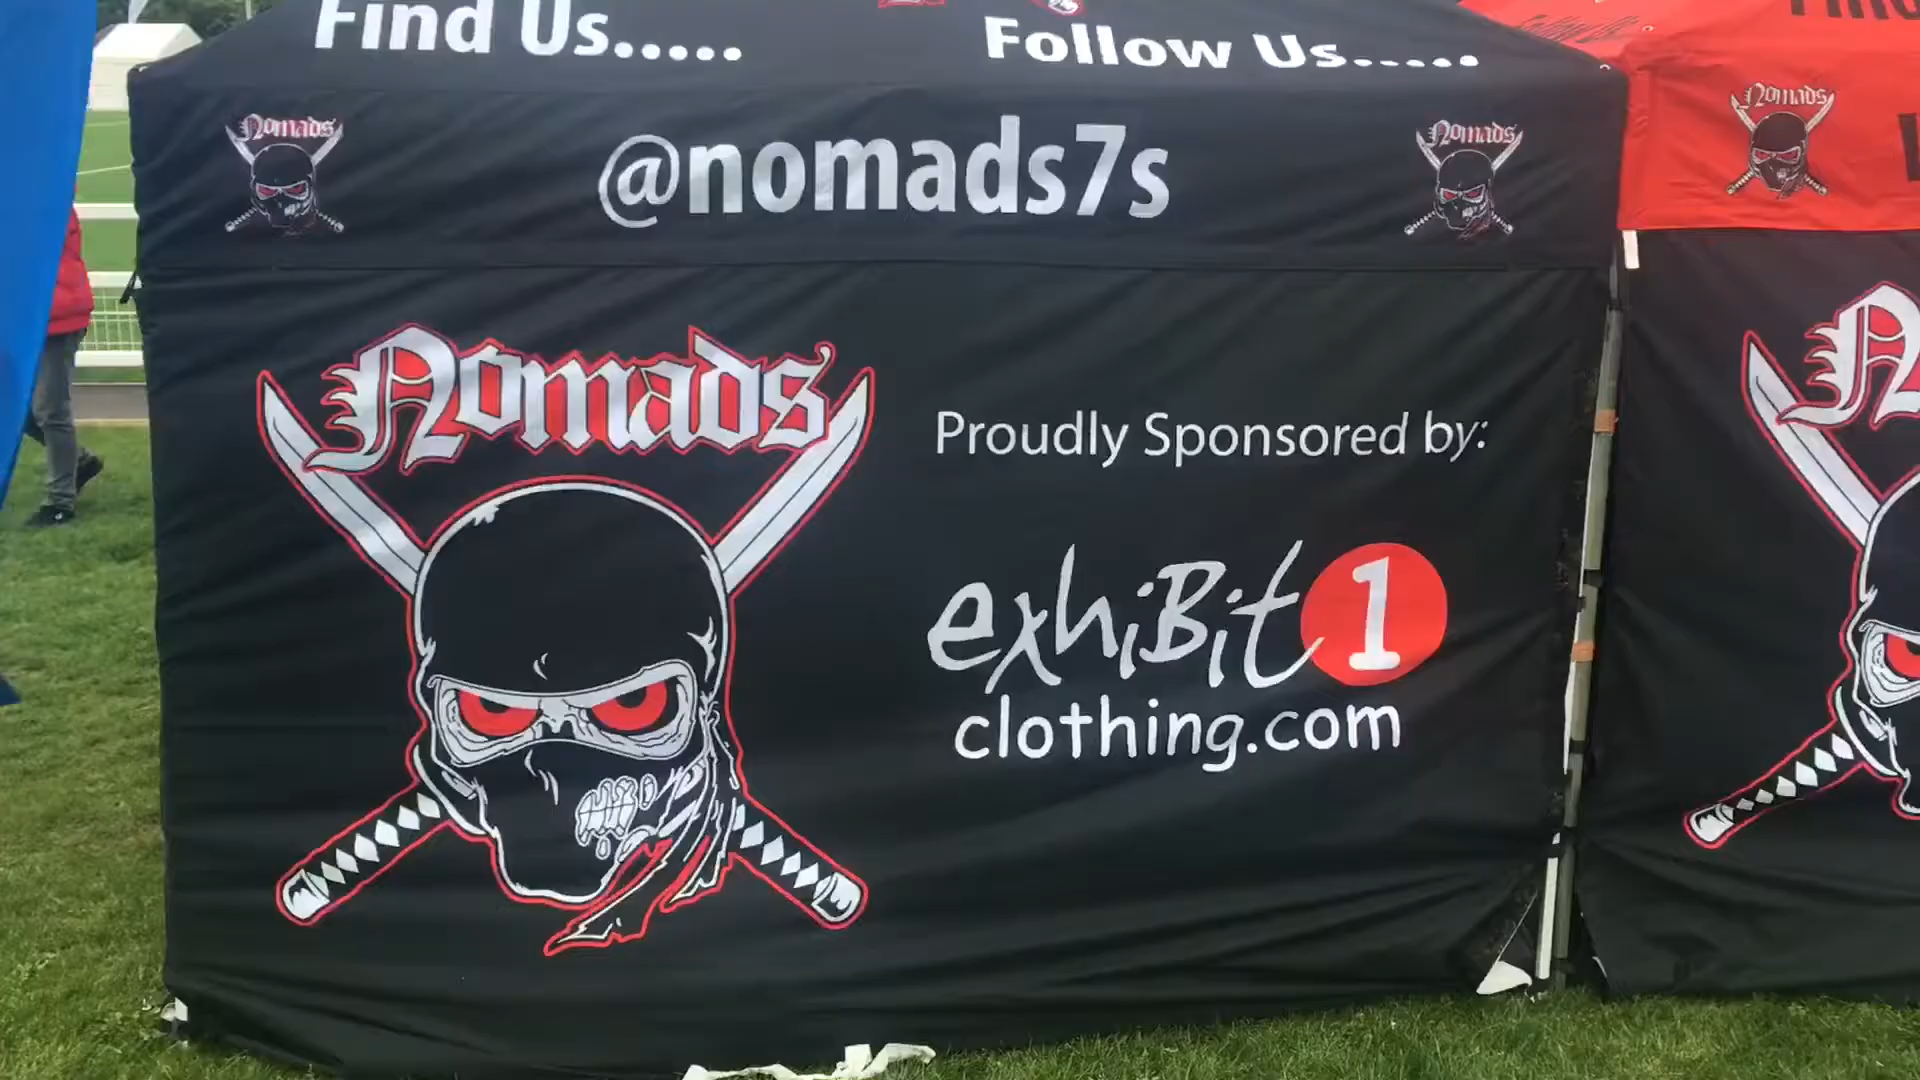 Find Us.....
Follow Us.....
Nomads
@nomads7s
Nomads
Nomads
Nomads
Proudly Sponsored by:
exhiBit 1
clothing.com